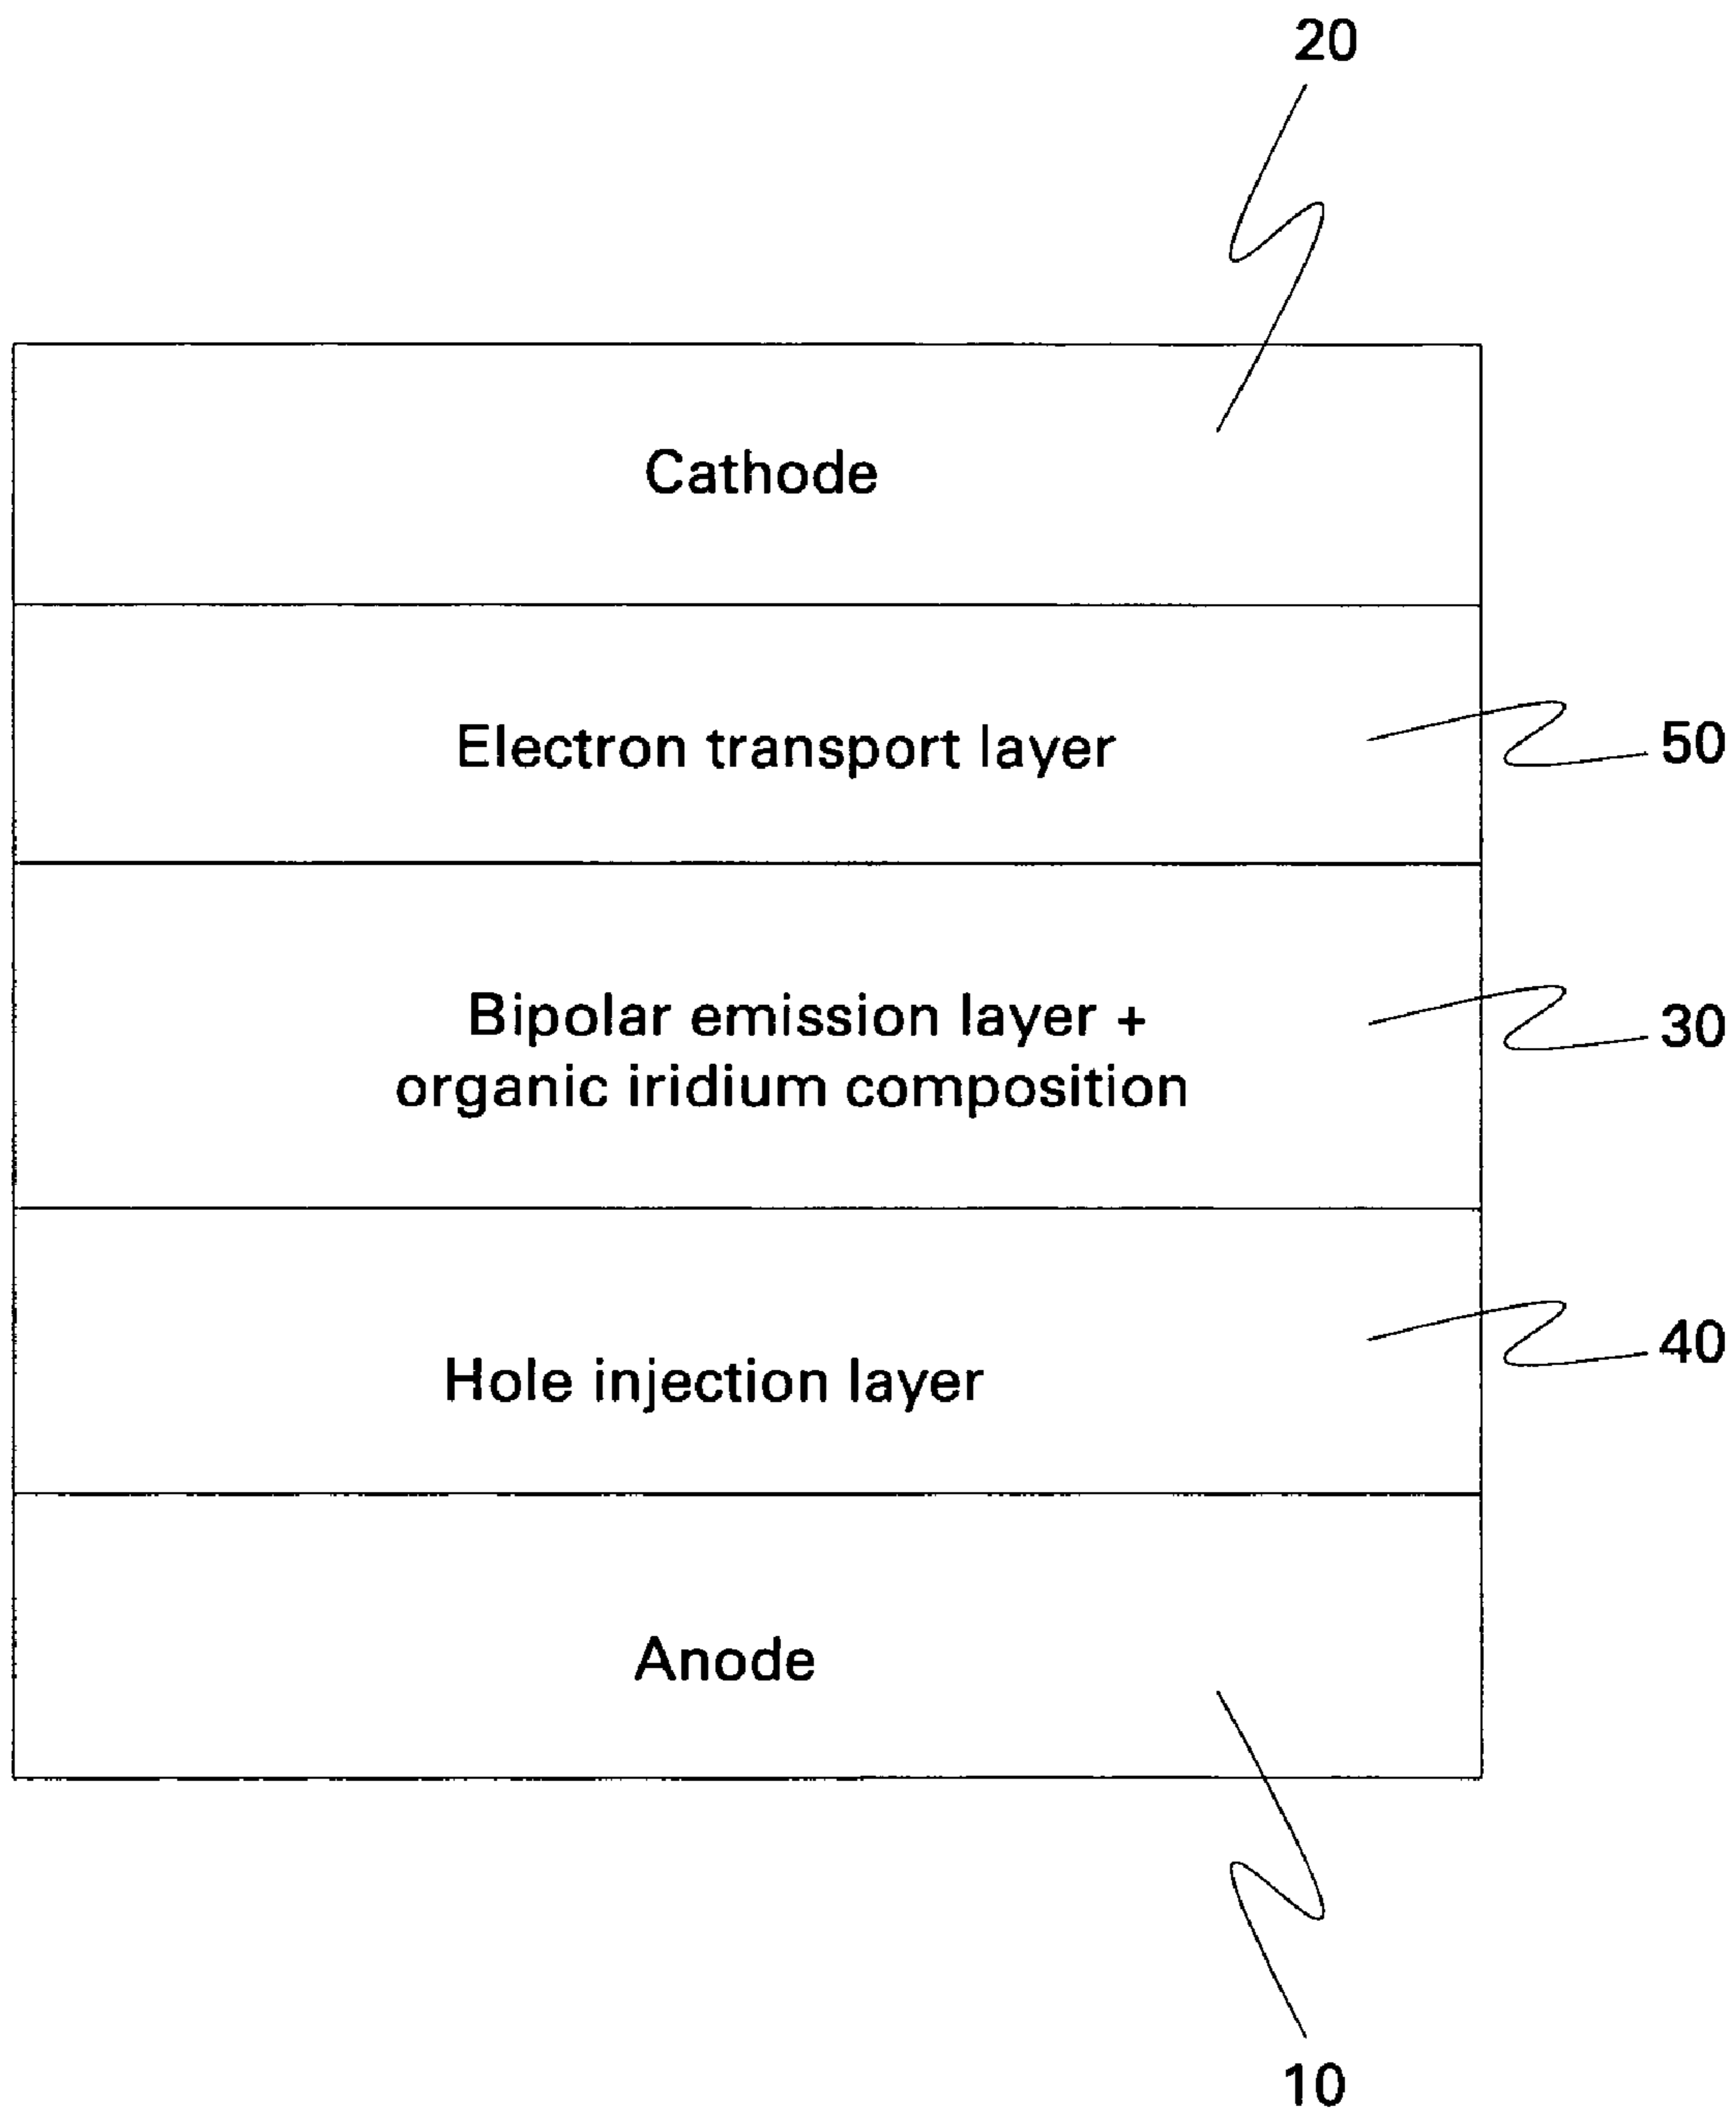 20
Cathode
Electron transport layer
50
Bipolar emission layer +
organic iridium composition
30
Hole injection layer
40
Anode
10